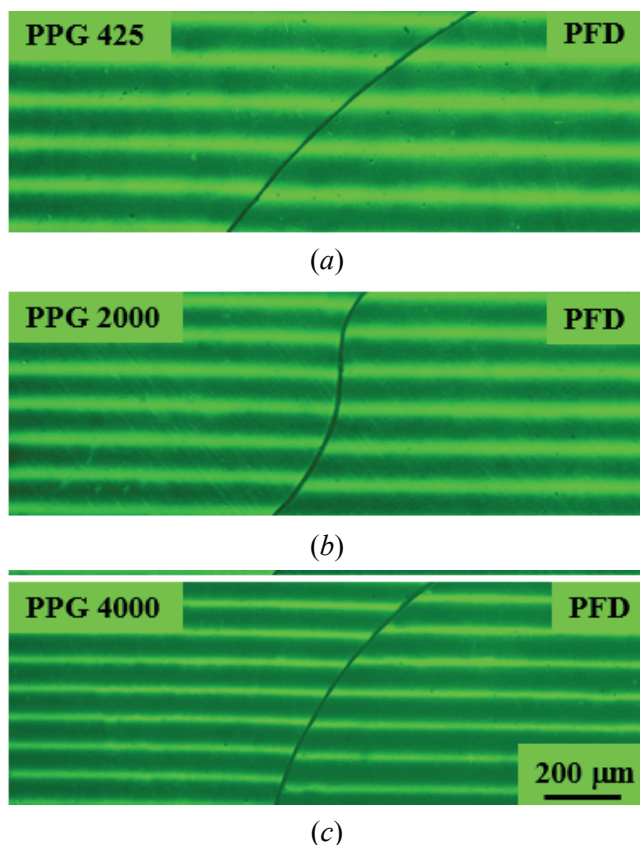 PPG 425 PFD
(a)
PPG 2000 PFD
(b)
PPG 4000 PFD
200 μm
(c)